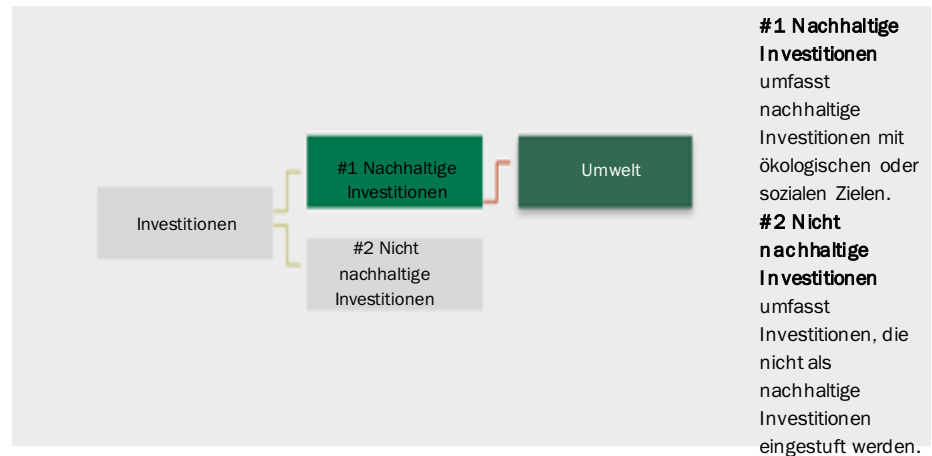 Investitionen
#1 Nachhaltige
Investitionen
Umwelt
#2 Nicht
nachhaltige
Investitionen
#1 Nachhaltige
Investitionen
umfasst
nachhaltige
Investitionen mit
ökologischen oder
sozialen Zielen.
#2 Nicht
nachhaltige
Investitionen
umfasst
Investitionen, die
nicht als
nachhaltige
Investitionen
eingestuft werden.